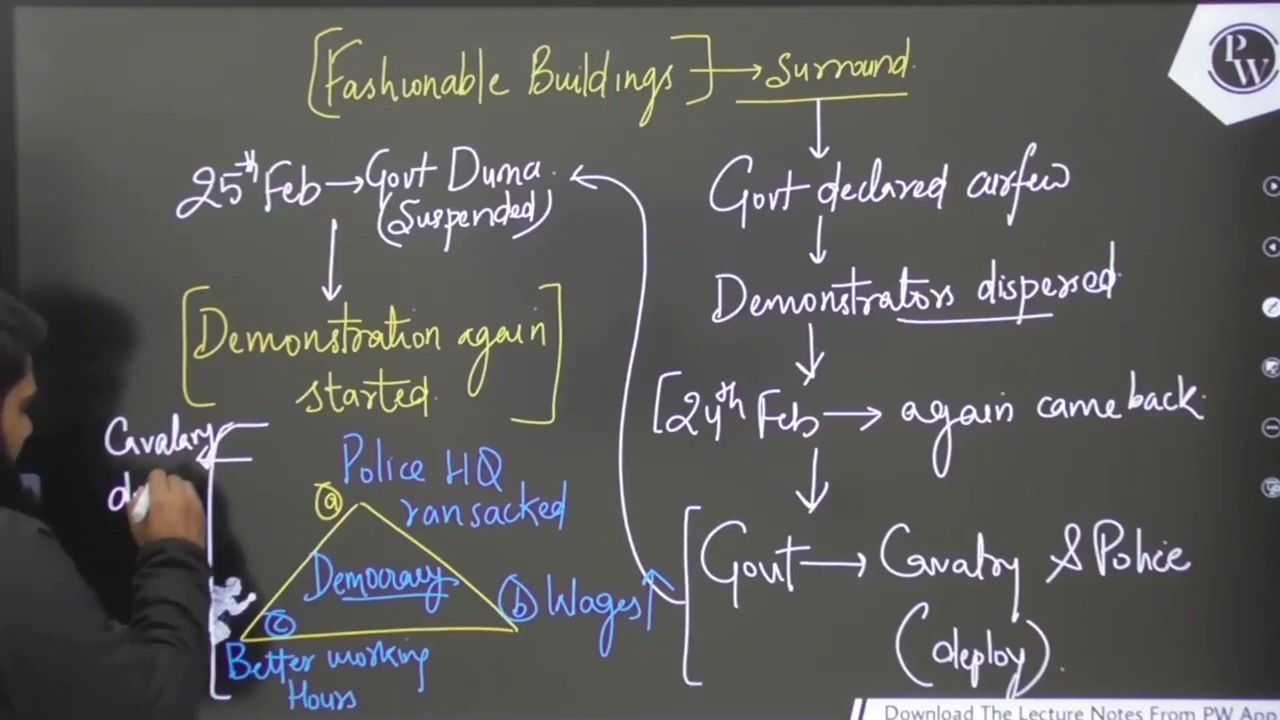 [Fashionable Buildings] → Surround.
Govt declared curfew
Demonstrators dispersed
[24th Feb → again came back.
Govt → Cavalry & Police
(deploy).
25th Feb → Govt Duma.
(Suspended)
[Demonstration again
started.]
Cavalary
d
Police HQ
ransacked
(a)
Democracy
(b) Wages↑
(c)
Better working
Hours
PW
Download The Lecture Notes From PW App